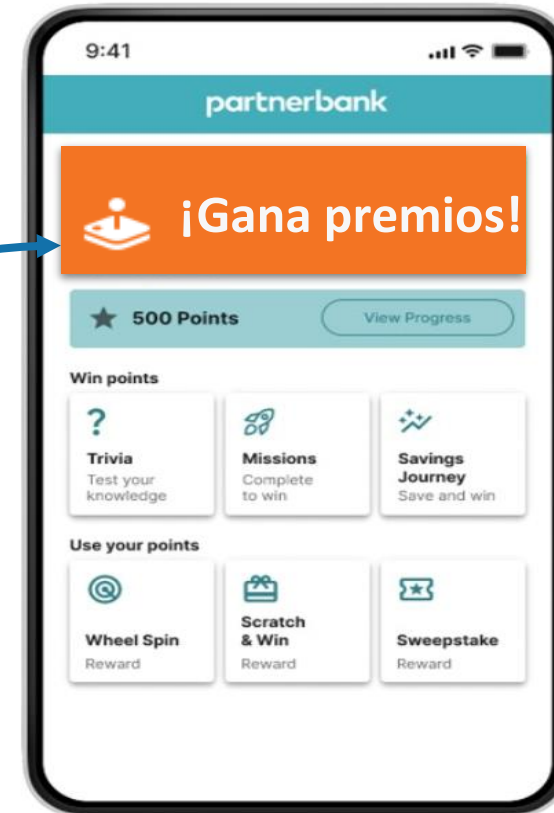 9:41
partnerbank
¡Gana premios!
500 Points
View Progress
Win points
?
Trivia
Test your
knowledge
Missions
Complete
to win
Savings
Journey
Save and win
Use your points
Wheel Spin
Reward
Scratch
& Win
Reward
Sweepstake
Reward